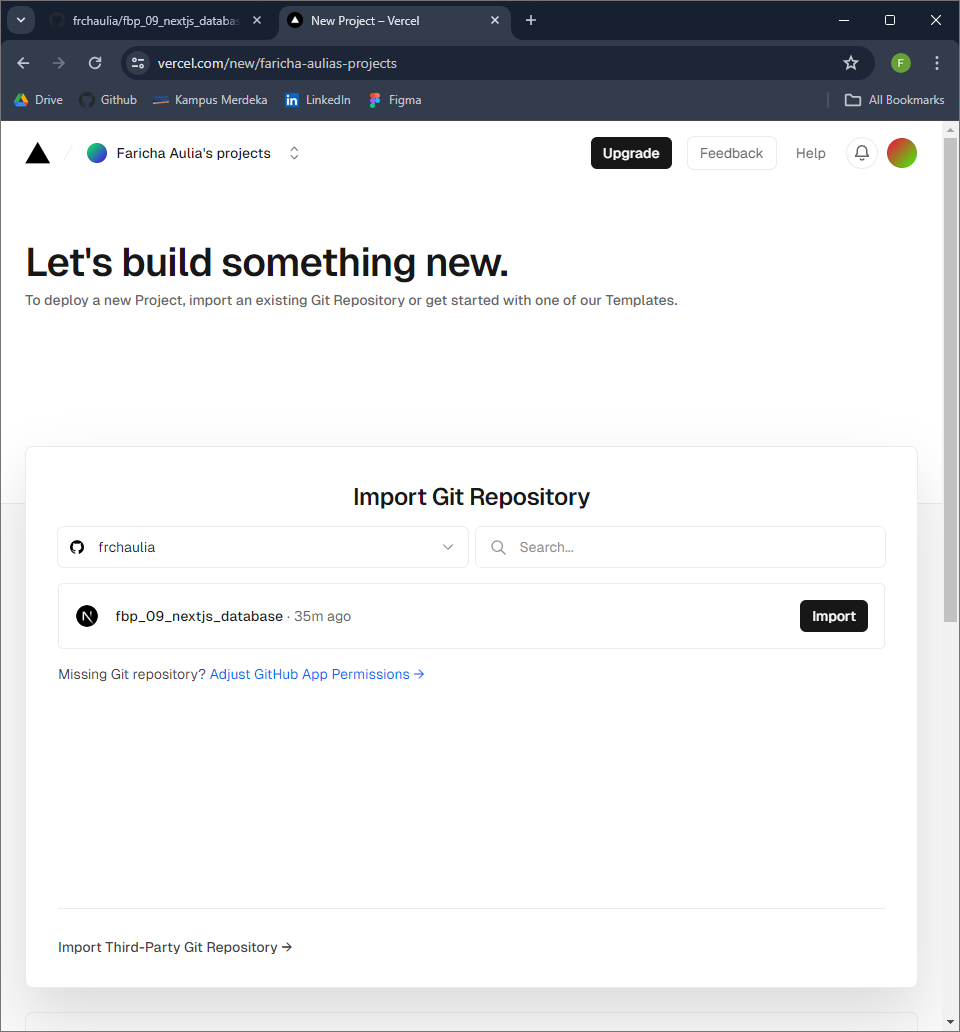 frchaulia/fbp_09_nextjs_databas
New Project – Vercel
vercel.com/new/faricha-aulias-projects
F
Drive
Github
Kampus Merdeka
LinkedIn
Figma
All Bookmarks
Faricha Aulia's projects
Upgrade
Feedback
Help
Let's build something new.
To deploy a new Project, import an existing Git Repository or get started with one of our Templates.
Import Git Repository
frchaulia
Search...
N
fbp_09_nextjs_database · 35m ago
Import
Missing Git repository? Adjust GitHub App Permissions →
Import Third-Party Git Repository →